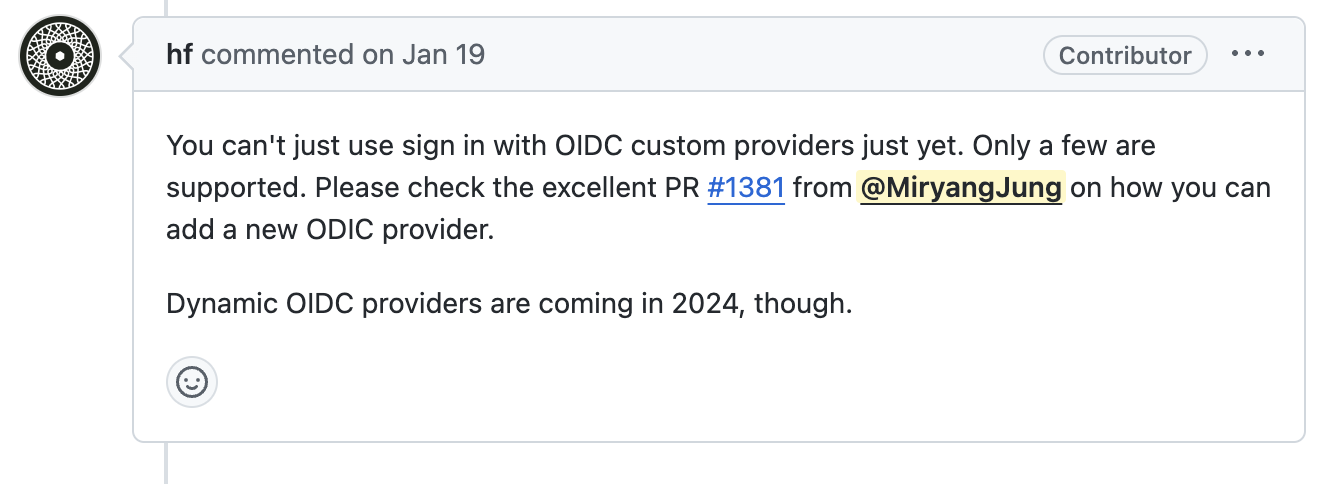 hf commented on Jan 19
Contributor
You can't just use sign in with OIDC custom providers just yet. Only a few are
supported. Please check the excellent PR #1381 from @MiryangJung on how you can
add a new ODIC provider.
Dynamic OIDC providers are coming in 2024, though.